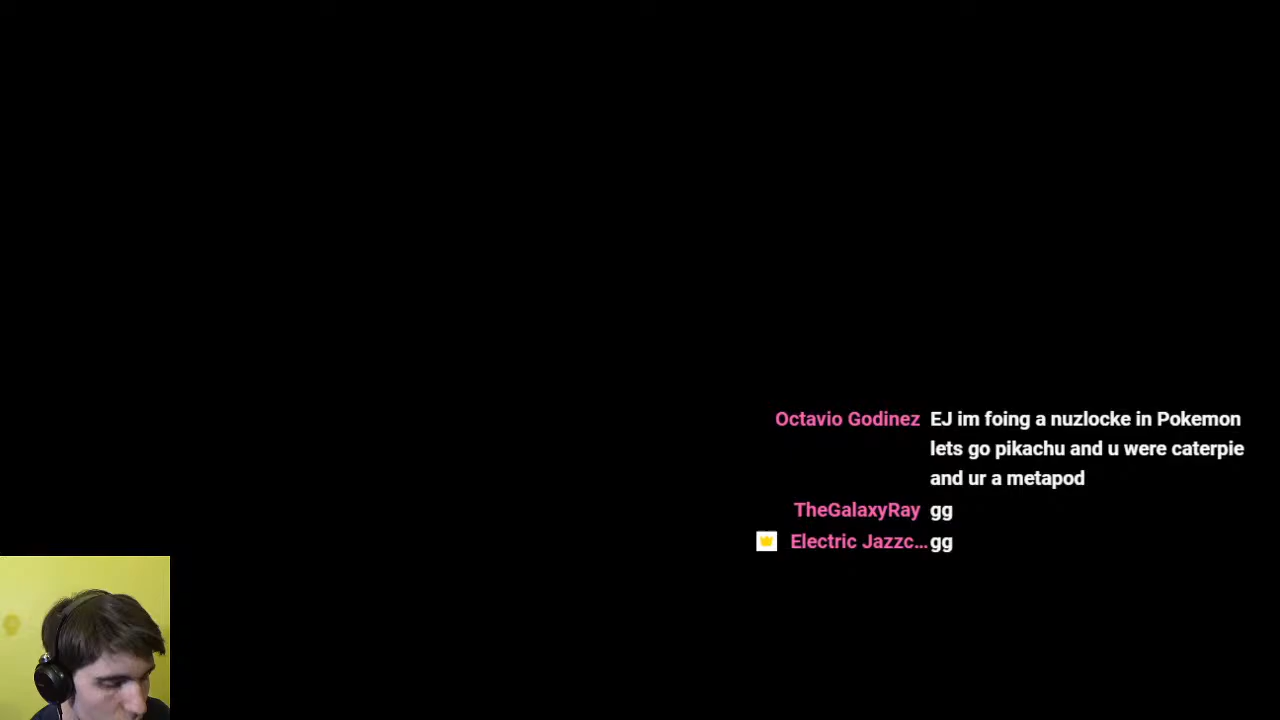 Octavio Godinez EJ im foing a nuzlocke in Pokemon
lets go pikachu and u were caterpie
and ur a metapod
TheGalaxyRay gg
Electric Jazzc... gg